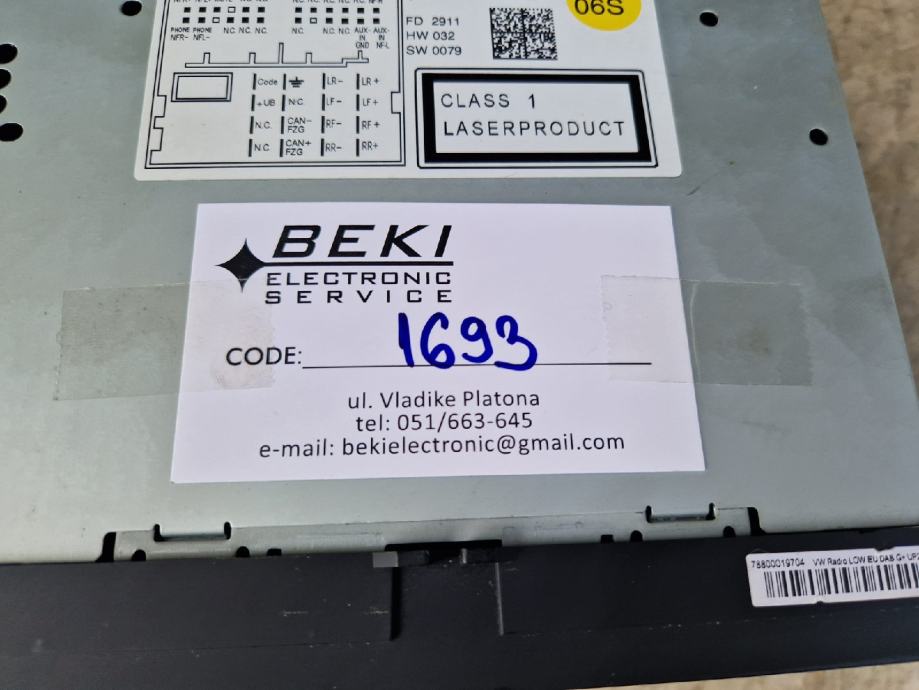 N.C. N.C. N.C. NF-R
PHONE PHONE N.C. N.C. N.C. N.C. N.C. N.C. AUX- AUX-
NFR- NFL- IN IN
GND NF-L
Code LR- LR+
+UB N.C. LF- LF+
N.C. CAN- RF- RF+
FZG
N.C. CAN+ RR- RR+
FZG
FD 2911
HW 032
SW 0079
06S
CLASS 1
LASERPRODUCT
BEKI
ELECTRONIC
SERVICE
CODE: 1693
ul. Vladike Platona
tel: 051/663-645
e-mail: bekielectronic@gmail.com
78800019704 VW Radio LOW EU DAB G+